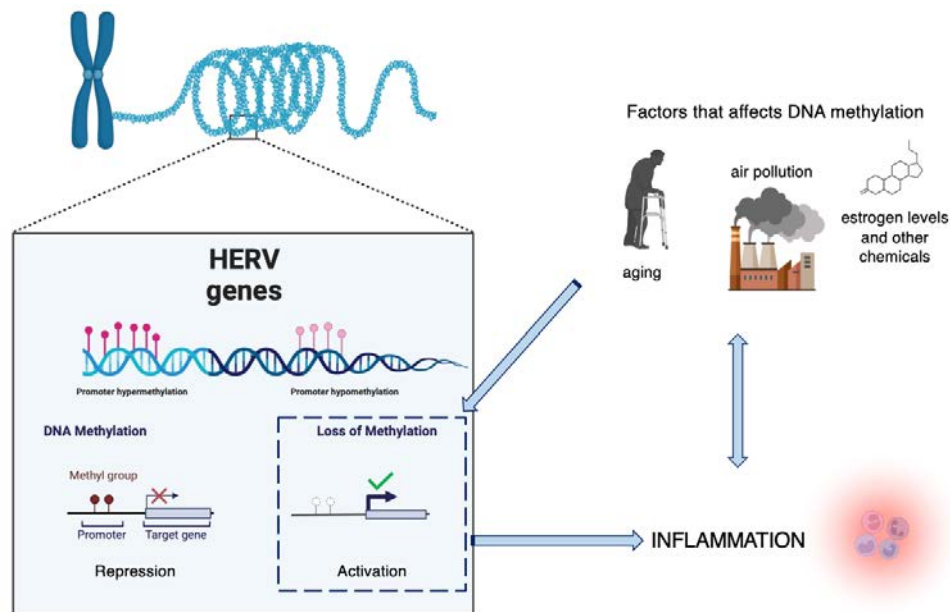 Factors that affects DNA methylation
air pollution
estrogen levels
and other
chemicals
aging
HERV
genes
Promoter hypermethylation
Promoter hypomethylation
DNA Methylation
Loss of Methylation
Methyl group
Promoter
Target gene
Repression
Activation
INFLAMMATION